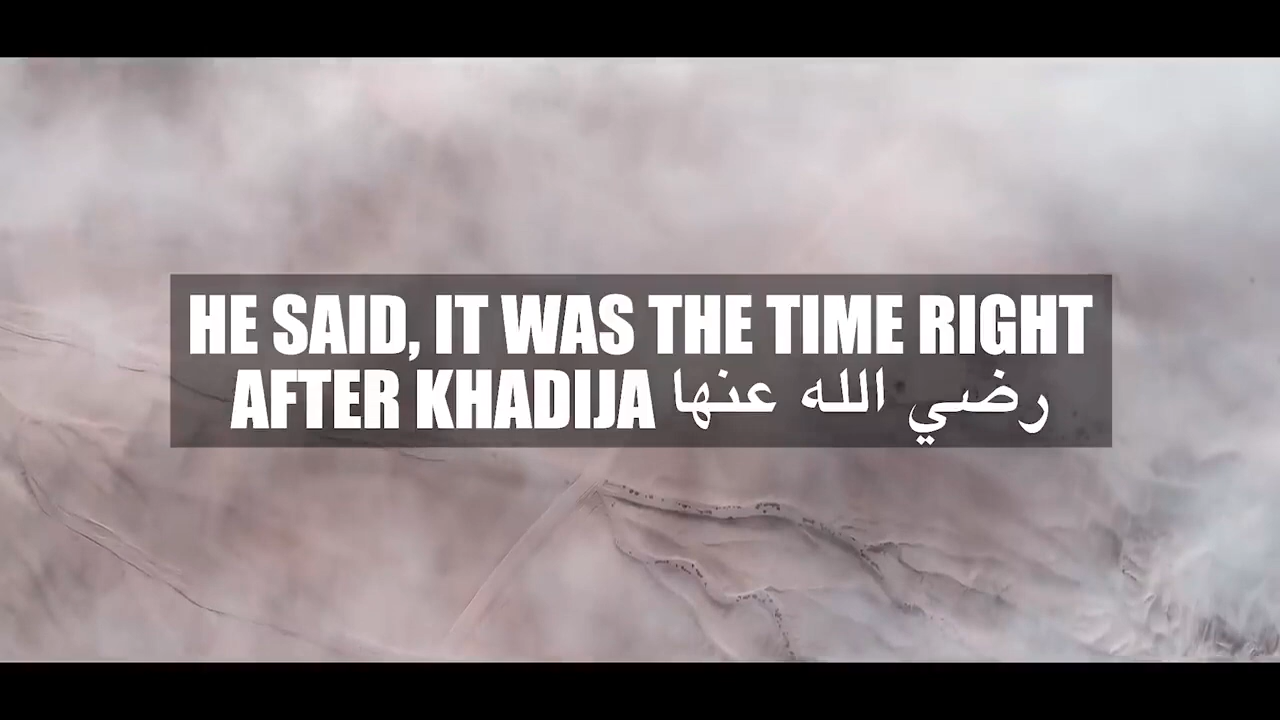 HE SAID, IT WAS THE TIME RIGHT
AFTER KHADIJA رضي الله عنها